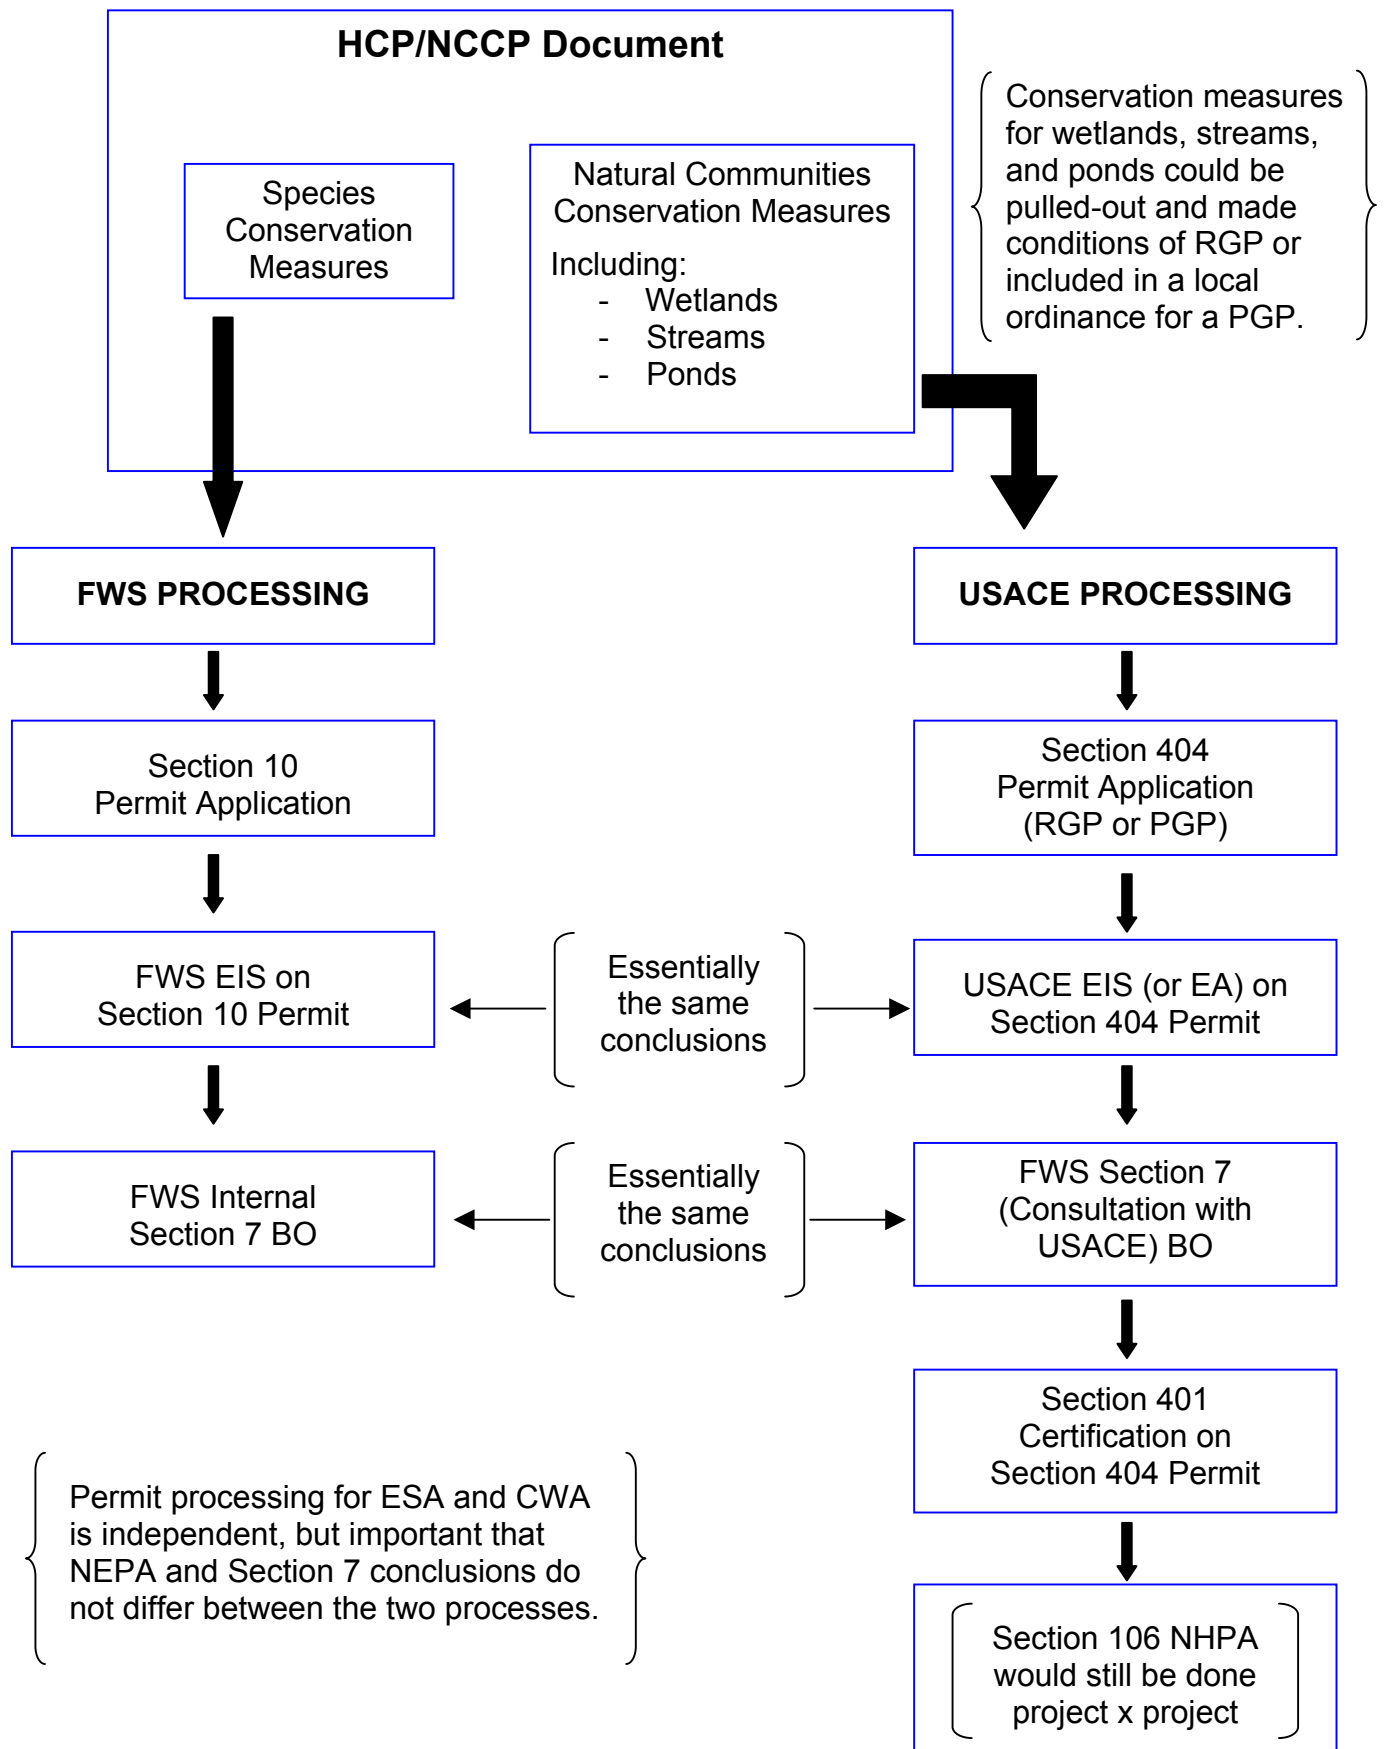 HCP/NCCP Document
Species
Conservation
Measures
Natural Communities
Conservation Measures
Including:
- Wetlands
- Streams
- Ponds
Conservation measures
for wetlands, streams,
and ponds could be
pulled-out and made
conditions of RGP or
included in a local
ordinance for a PGP.
FWS PROCESSING
USACE PROCESSING
Section 10
Permit Application
Section 404
Permit Application
(RGP or PGP)
FWS EIS on
Section 10 Permit
Essentially
the same
conclusions
USACE EIS (or EA) on
Section 404 Permit
FWS Internal
Section 7 BO
Essentially
the same
conclusions
FWS Section 7
(Consultation with
USACE) BO
Section 401
Certification on
Section 404 Permit
Permit processing for ESA and CWA
is independent, but important that
NEPA and Section 7 conclusions do
not differ between the two processes.
Section 106 NHPA
would still be done
project x project